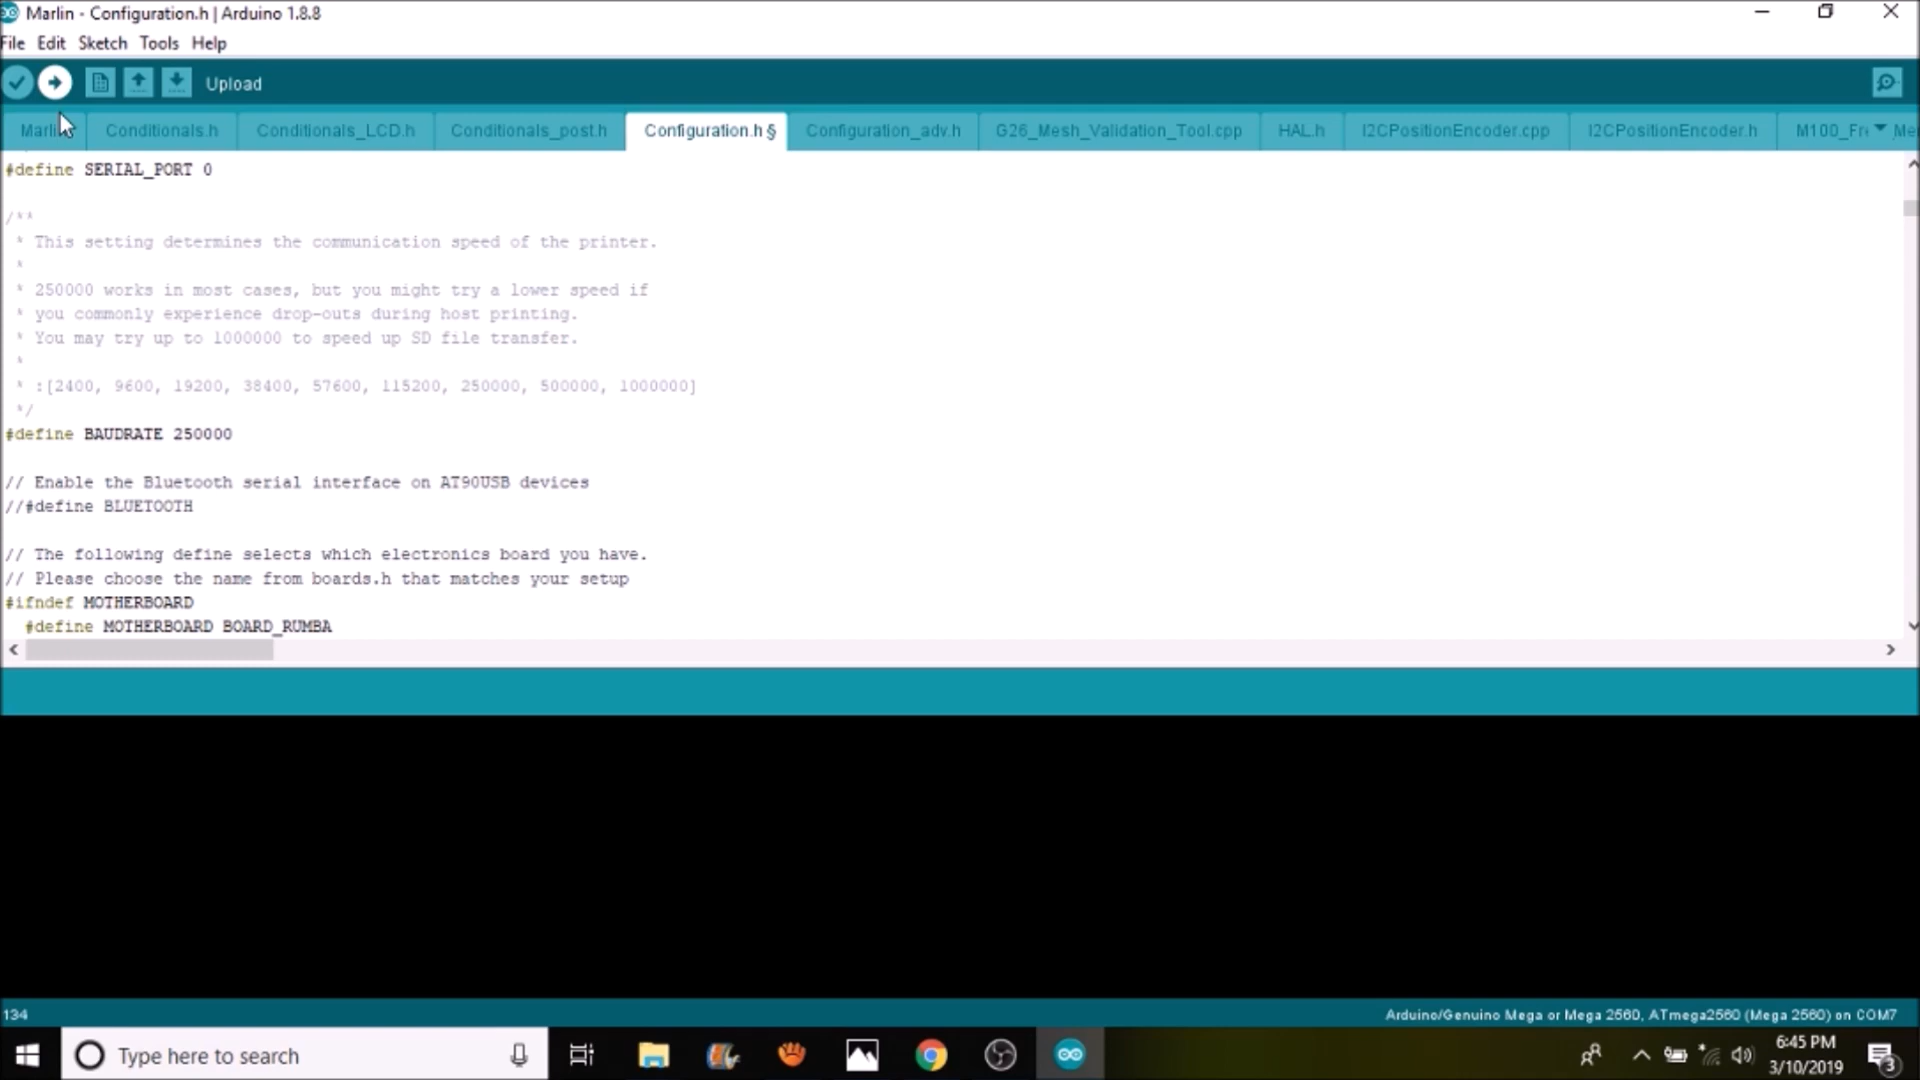 Marlin - Configuration.h | Arduino 1.8.8
File Edit Sketch Tools Help
Upload
Conditionals.h Conditionals_LCD.h Conditionals_post.h Configuration.h § Configuration_adv.h G26_Mesh_Validation_Tool.cpp HAL.h I2CPositionEncoder.cpp I2CPositionEncoder.h
#define SERIAL_PORT 0
/**
* This setting determines the communication speed of the printer.
*
* 250000 works in most cases, but you might try a lower speed if
* you commonly experience drop-outs during host printing.
* You may try up to 1000000 to speed up SD file transfer.
*
* :[2400, 9600, 19200, 38400, 57600, 115200, 250000, 500000, 1000000]
*/
#define BAUDRATE 250000
// Enable the Bluetooth serial interface on AT90USB devices
//#define BLUETOOTH
// The following define selects which electronics board you have.
// Please choose the name from boards.h that matches your setup
#ifndef MOTHERBOARD
#define MOTHERBOARD BOARD_RUMBA
134
Arduino/Genuino Mega or Mega 2560, ATmega2560 (Mega 2560) on COM7
Type here to search
6:45 PM
3/10/2019
3